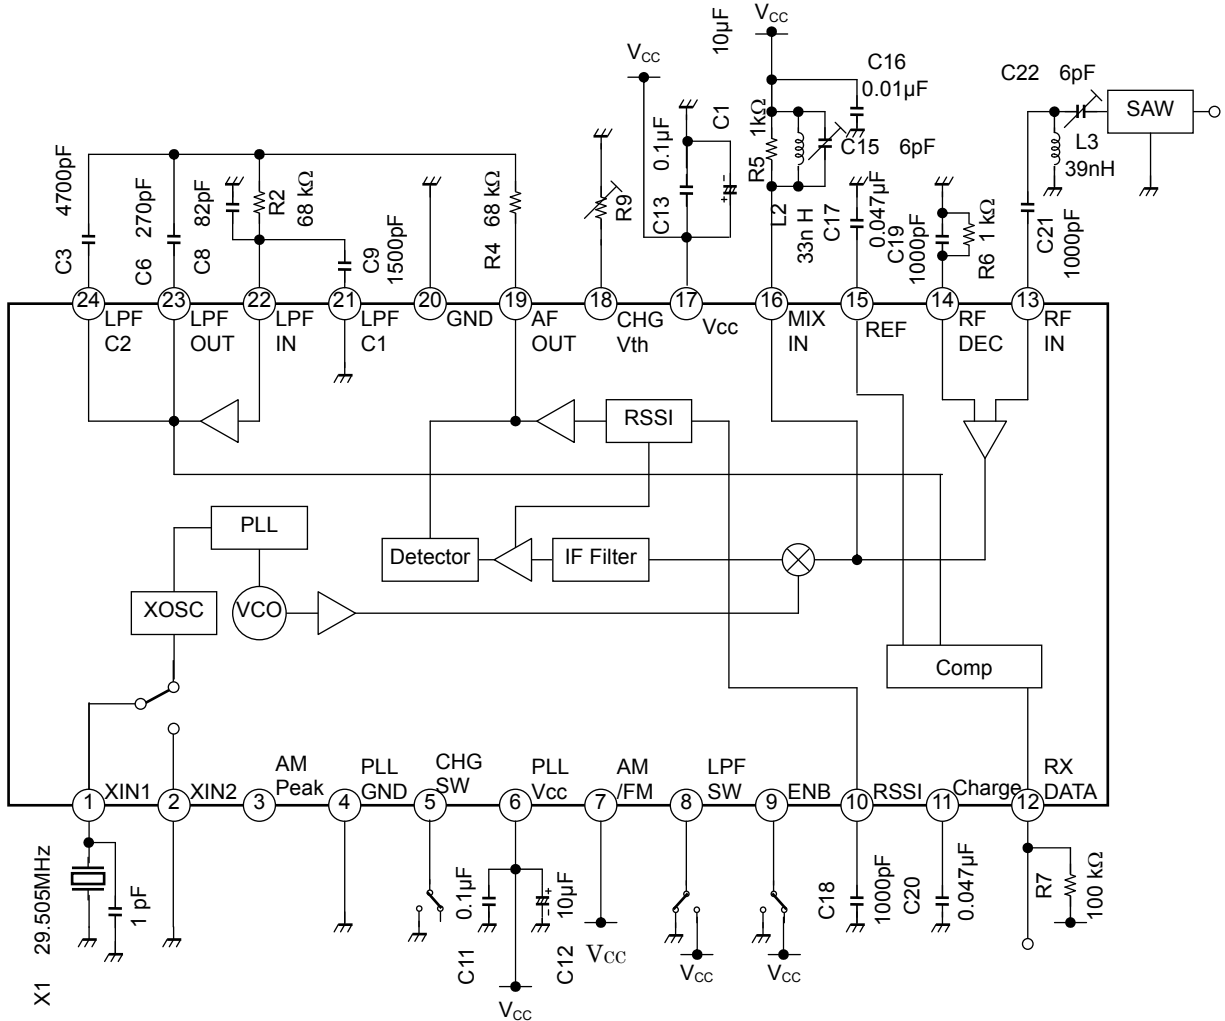 V_CC
10µF
V_CC
C16
0.01µF
C22 6pF
SAW
L3
39nH
C1
0.1µF
C13
R5 1kΩ
C15 6pF
L2
33n H
C17
0.047µF
C19
1000pF
R6 1 kΩ
C21
1000pF
4700pF
C3
270pF
C6
82pF
C8
R2
68 kΩ
C9
1500pF
68 kΩ
R4
R9
24
23
22
21
20
19
18
17
16
15
14
13
LPF
C2
LPF
OUT
LPF
IN
LPF
C1
GND
AF
OUT
CHG
Vth
Vcc
MIX
IN
REF
RF
DEC
RF
IN
RSSI
PLL
Detector
IF Filter
XOSC
VCO
Comp
XIN1
XIN2
AM
Peak
PLL
GND
CHG
SW
PLL
Vcc
AM
/FM
LPF
SW
ENB
RSSI
Charge
RX
DATA
1
2
3
4
5
6
7
8
9
10
11
12
X1 29.505MHz
1 pF
0.1µF
C11
+
-
10µF
C12
V_CC
V_CC
V_CC
V_CC
C18
1000pF
C20
0.047µF
R7
100 kΩ